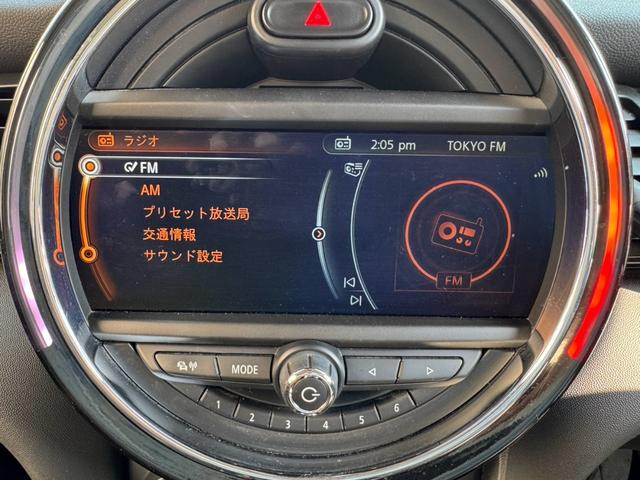 ラジオ
2:05 pm TOKYO FM
FM
AM
プリセット放送局
交通情報
サウンド設定
FM
MODE
1 2 3 4 5 6